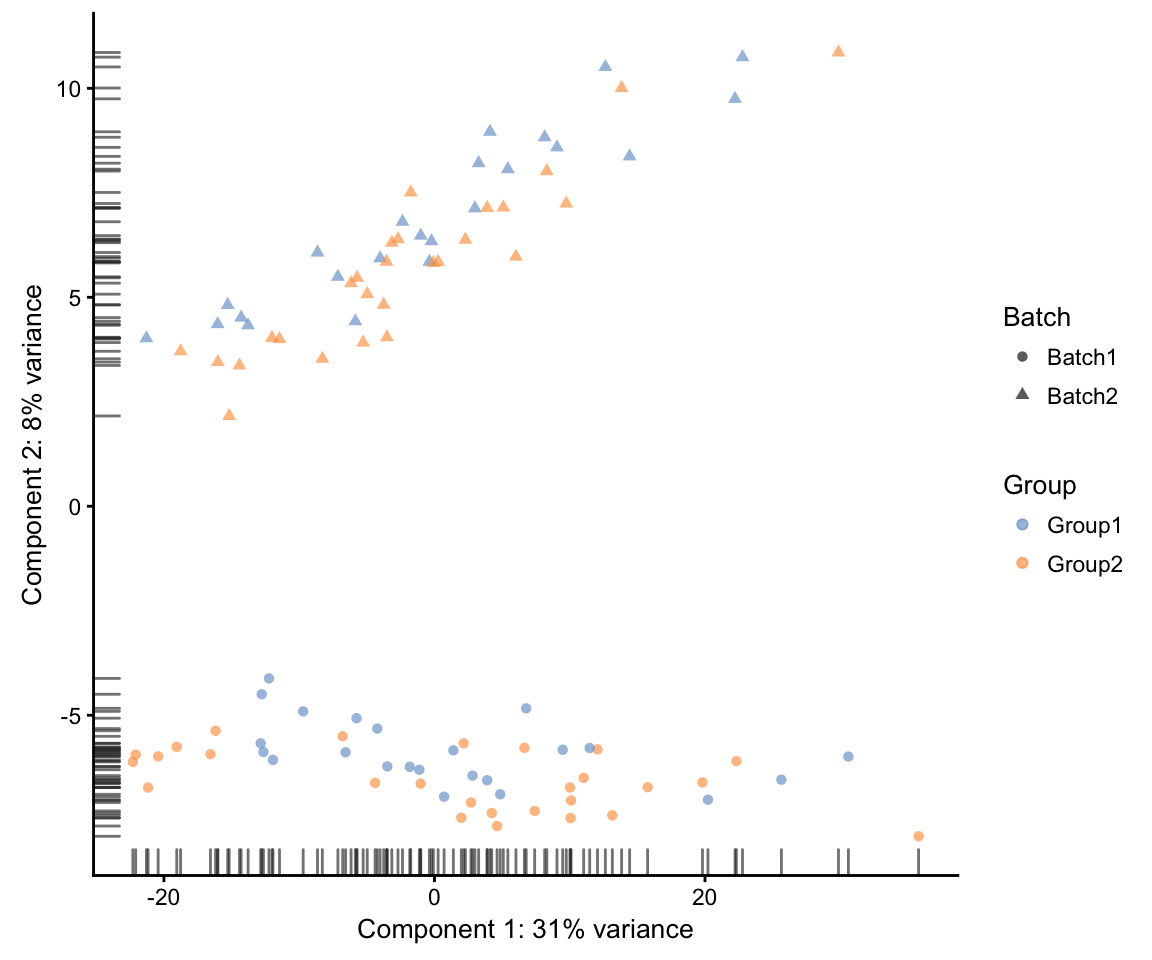 10
5
0
-5
-20
0
20
Component 1: 31% variance
Component 2: 8% variance
Batch
Batch1
Batch2
Group
Group1
Group2